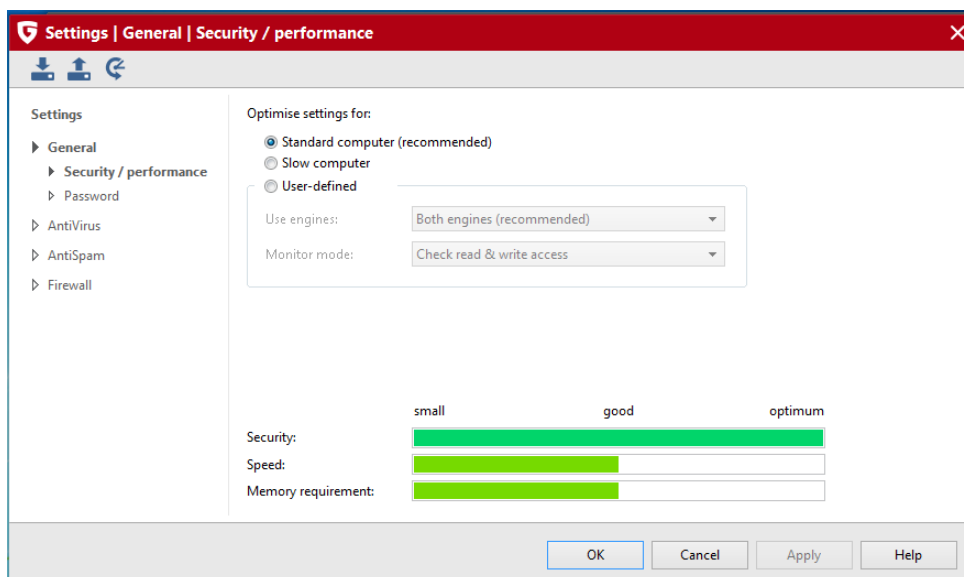 Settings | General | Security / performance
Settings
General
Security / performance
Password
AntiVirus
AntiSpam
Firewall
Optimise settings for:
Standard computer (recommended)
Slow computer
User-defined
Use engines: Both engines (recommended)
Monitor mode: Check read & write access
small good optimum
Security:
Speed:
Memory requirement:
OK Cancel Apply Help